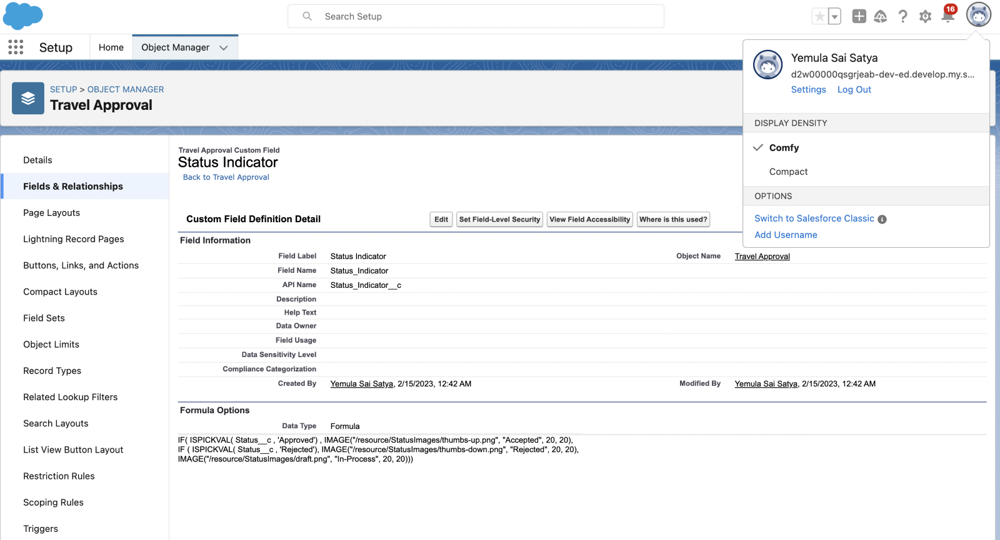 Search Setup
16
Setup
Home
Object Manager
SETUP > OBJECT MANAGER
Travel Approval
Yemula Sai Satya
d2w00000qsgrjeab-dev-ed.develop.my.s...
Settings Log Out
DISPLAY DENSITY
Comfy
Compact
OPTIONS
Switch to Salesforce Classic
Add Username
Details
Fields & Relationships
Page Layouts
Lightning Record Pages
Buttons, Links, and Actions
Compact Layouts
Field Sets
Object Limits
Record Types
Related Lookup Filters
Search Layouts
List View Button Layout
Restriction Rules
Scoping Rules
Triggers
Travel Approval Custom Field
Status Indicator
Back to Travel Approval
Custom Field Definition Detail
Edit
Set Field-Level Security
View Field Accessibility
Where is this used?
Field Information
Field Label Status Indicator Object Name Travel Approval
Field Name Status_Indicator
API Name Status_Indicator__c
Description
Help Text
Data Owner
Field Usage
Data Sensitivity Level
Compliance Categorization
Created By Yemula Sai Satya, 2/15/2023, 12:42 AM Modified By Yemula Sai Satya, 2/15/2023, 12:42 AM
Formula Options
Data Type Formula
IF( ISPICKVAL( Status__c , 'Approved') , IMAGE("/resource/StatusImages/thumbs-up.png", "Accepted", 20, 20),
IF ( ISPICKVAL( Status__c , 'Rejected'), IMAGE("/resource/StatusImages/thumbs-down.png", "Rejected", 20, 20),
IMAGE("/resource/StatusImages/draft.png", "In-Process", 20, 20)))